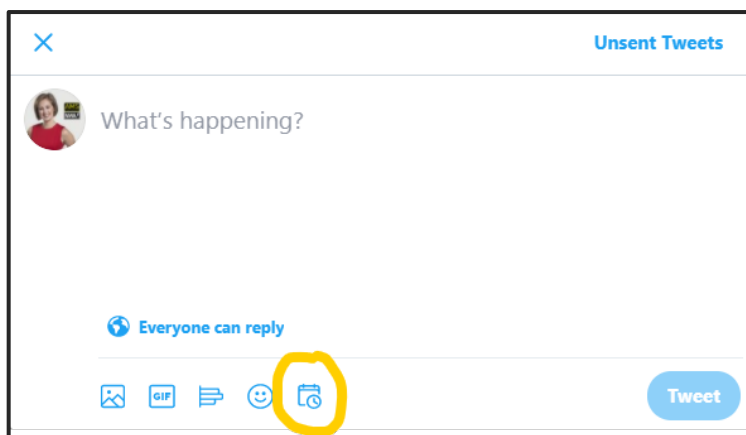 Unsent Tweets
What's happening?
Everyone can reply
GIF
Tweet